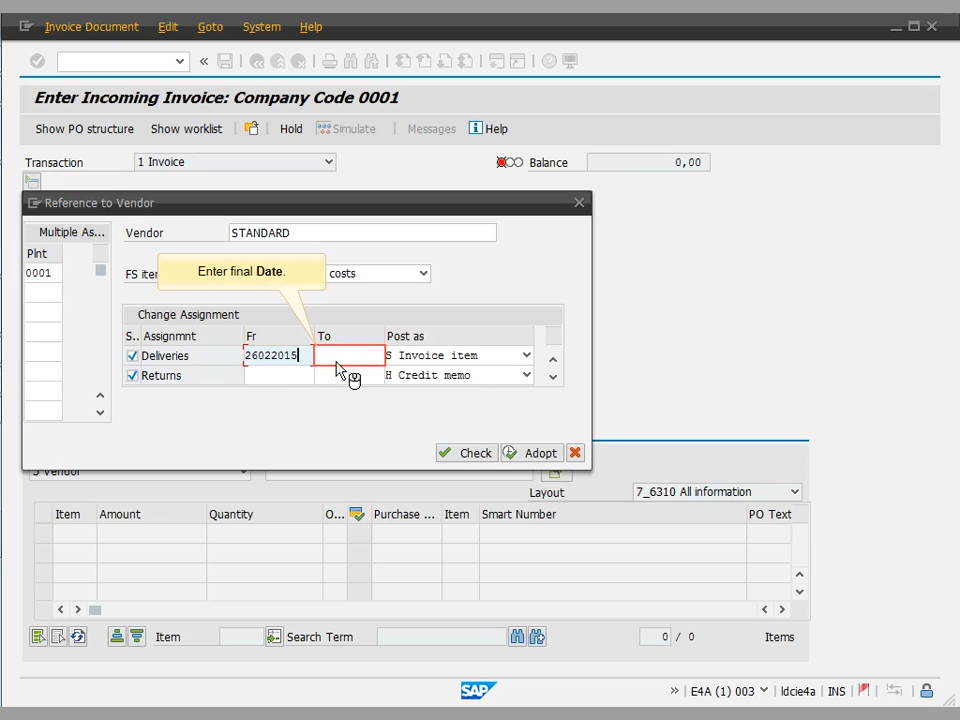 Invoice Document Edit Goto System Help
«
Enter Incoming Invoice: Company Code 0001
Show PO structure Show worklist Hold Simulate Messages Help
Transaction 1 Invoice Balance 0,00
Reference to Vendor
Multiple As... Vendor STANDARD
Plnt
0001 FS iter costs
Enter final Date.
Change Assignment
S.. Assignmnt Fr To Post as
Deliveries 26022015 S Invoice item
Returns H Credit memo
Check Adopt
Vendor
Layout 7_6310 All information
Item Amount Quantity O... Purchase ... Item Smart Number PO Text
Item Search Term 0 / 0 Items
SAP » E4A (1) 003 ldcie4a INS